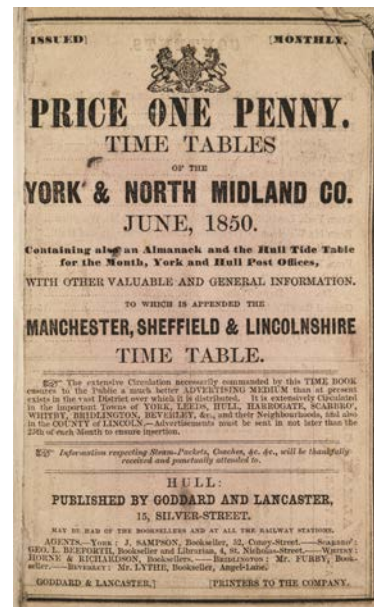 ISSUED] [MONTHLY.
PRICE ONE PENNY.
TIME TABLES
OF THE
YORK & NORTH MIDLAND CO.
JUNE, 1850.
Containing also an Almanack and the Hull Tide Table
for the Month, York and Hull Post Offices,
WITH OTHER VALUABLE AND GENERAL INFORMATION.
TO WHICH IS APPENDED THE
MANCHESTER, SHEFFIELD & LINCOLNSHIRE
TIME TABLE.
☞ The extensive Circulation necessarily commanded by this TIME BOOK
ensures to the Public a much better ADVERTISING MEDIUM than at present
exists in the vast District over which it is distributed. It is extensively Circulated
in the important Towns of YORK, LEEDS, HULL, HARROGATE, SCARBRO',
WHITBY, BRIDLINGTON, BEVERLEY, &c., and their Neighbourhoods, and also
in the COUNTY of LINCOLN.—Advertisements must be sent in not later than the
25th of each Month to ensure insertion.
☞ Information respecting Steam-Packets, Coaches, &c. &c., will be thankfully
received and punctually attended to.
HULL:
PUBLISHED BY GODDARD AND LANCASTER,
15, SILVER-STREET.
MAY BE HAD OF THE BOOKSELLERS AND AT ALL THE RAILWAY STATIONS.
AGENTS.—YORK: J. SAMPSON, Bookseller, 52, Coney-Street.——SCARBRO':
GEO. L. BEEFORTH, Bookseller and Librarian, 4, St. Nicholas-Street.——WHITBY:
HORNE & RICHARDSON, Booksellers.——BRIDLINGTON: Mr. FURBY, Book-
seller.——BEVERLEY: Mr. LYTHE, Bookseller, Angel-Lane.
GODDARD & LANCASTER,] [PRINTERS TO THE COMPANY.